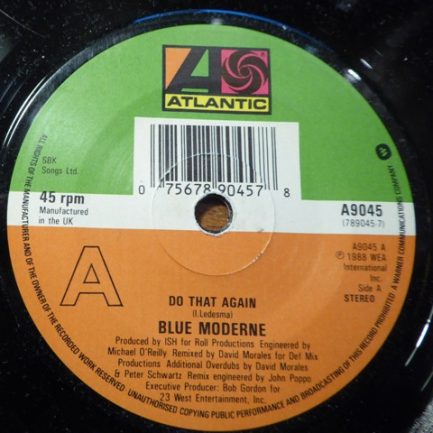 ATLANTIC
SBK
Songs Ltd.
0 75678 90457 8
45 rpm
Manufactured
in the UK
A9045
(789045-7)
A9045 A
℗ 1988 WEA
International
Inc.
Side A
STEREO
A
DO THAT AGAIN
(I.Ledesma)
BLUE MODERNE
Produced by ISH for Roll Productions Engineered by
Michael O'Reilly Remixed by David Morales for Def Mix
Productions Additional Overdubs by David Morales
& Peter Schwartz Remix engineered by John Poppo
Executive Producer: Bob Gordon for
23 West Entertainment, Inc.
ALL RIGHTS OF THE MANUFACTURER AND OF THE OWNER OF THE RECORDED WORK RESERVED. UNAUTHORISED COPYING PUBLIC PERFORMANCE AND BROADCASTING OF THIS RECORD PROHIBITED. A WARNER COMMUNICATIONS COMPANY